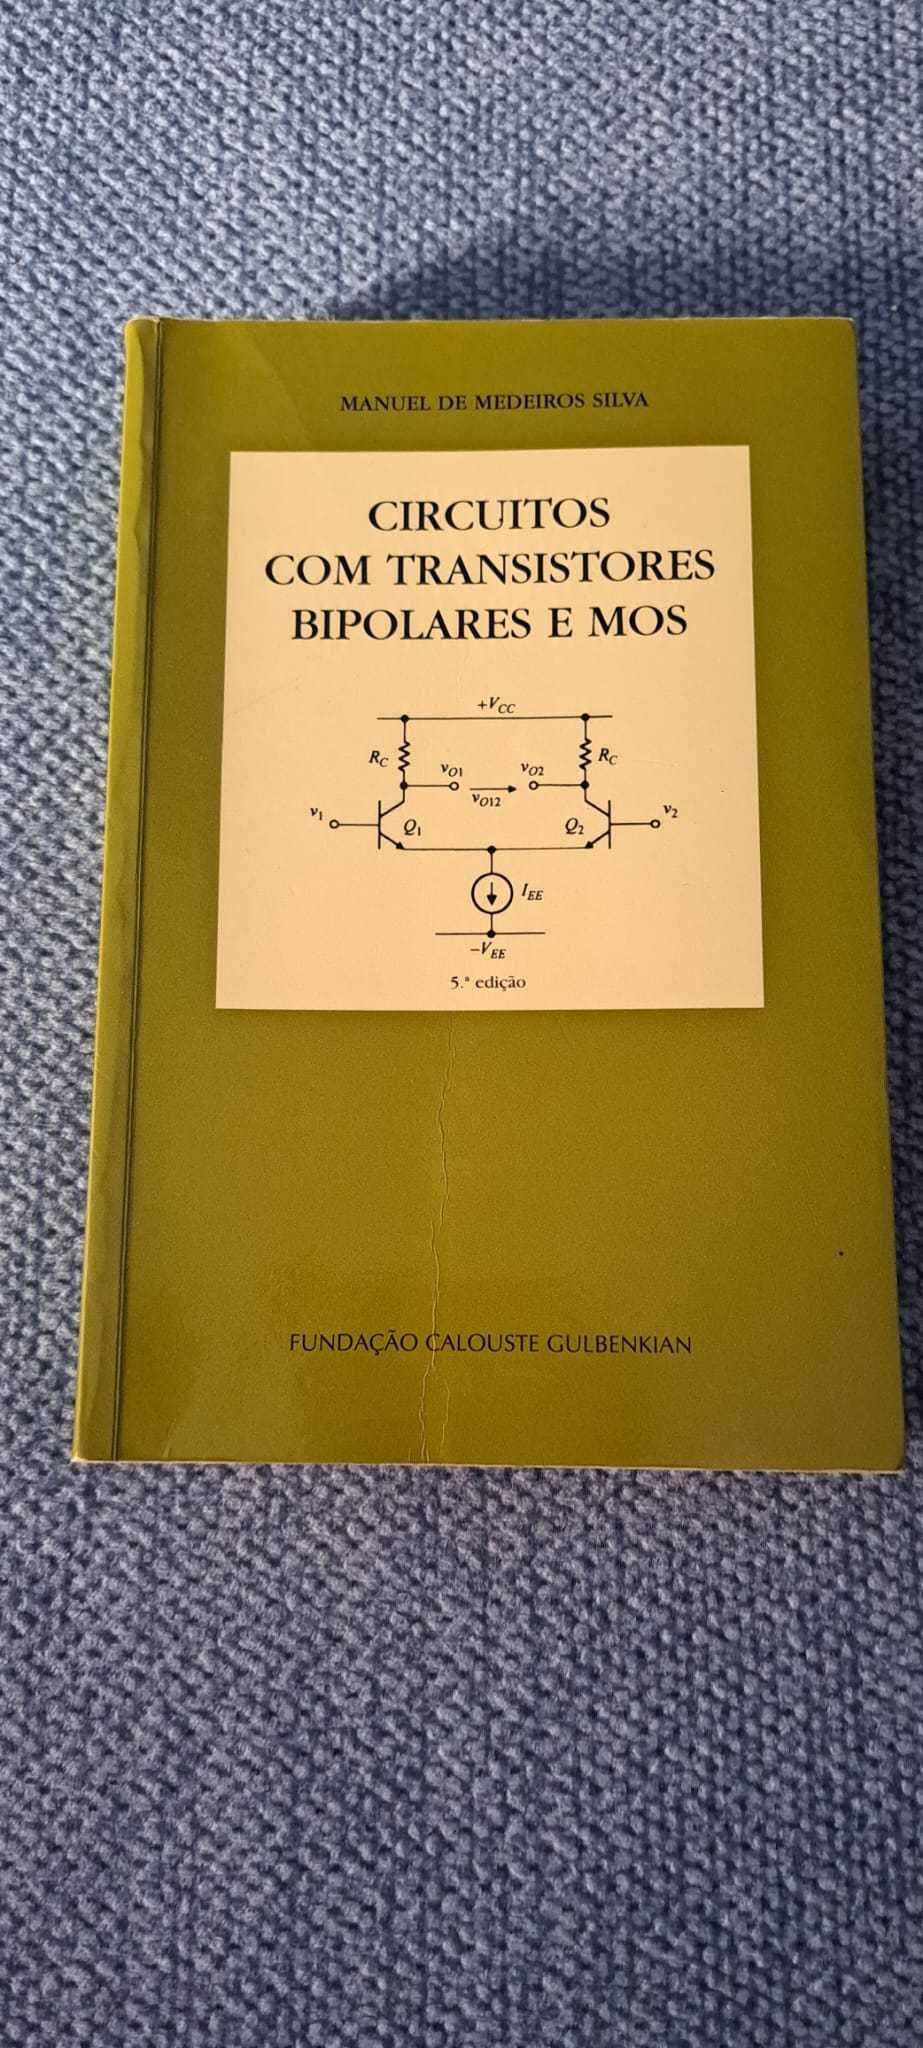 MANUEL DE MEDEIROS SILVA
CIRCUITOS
COM TRANSISTORES
BIPOLARES E MOS
+VCC
RC
vO1
vO2
RC
vO12
v1
Q1
Q2
v2
IEE
−VEE
5.ª edição
FUNDAÇÃO CALOUSTE GULBENKIAN